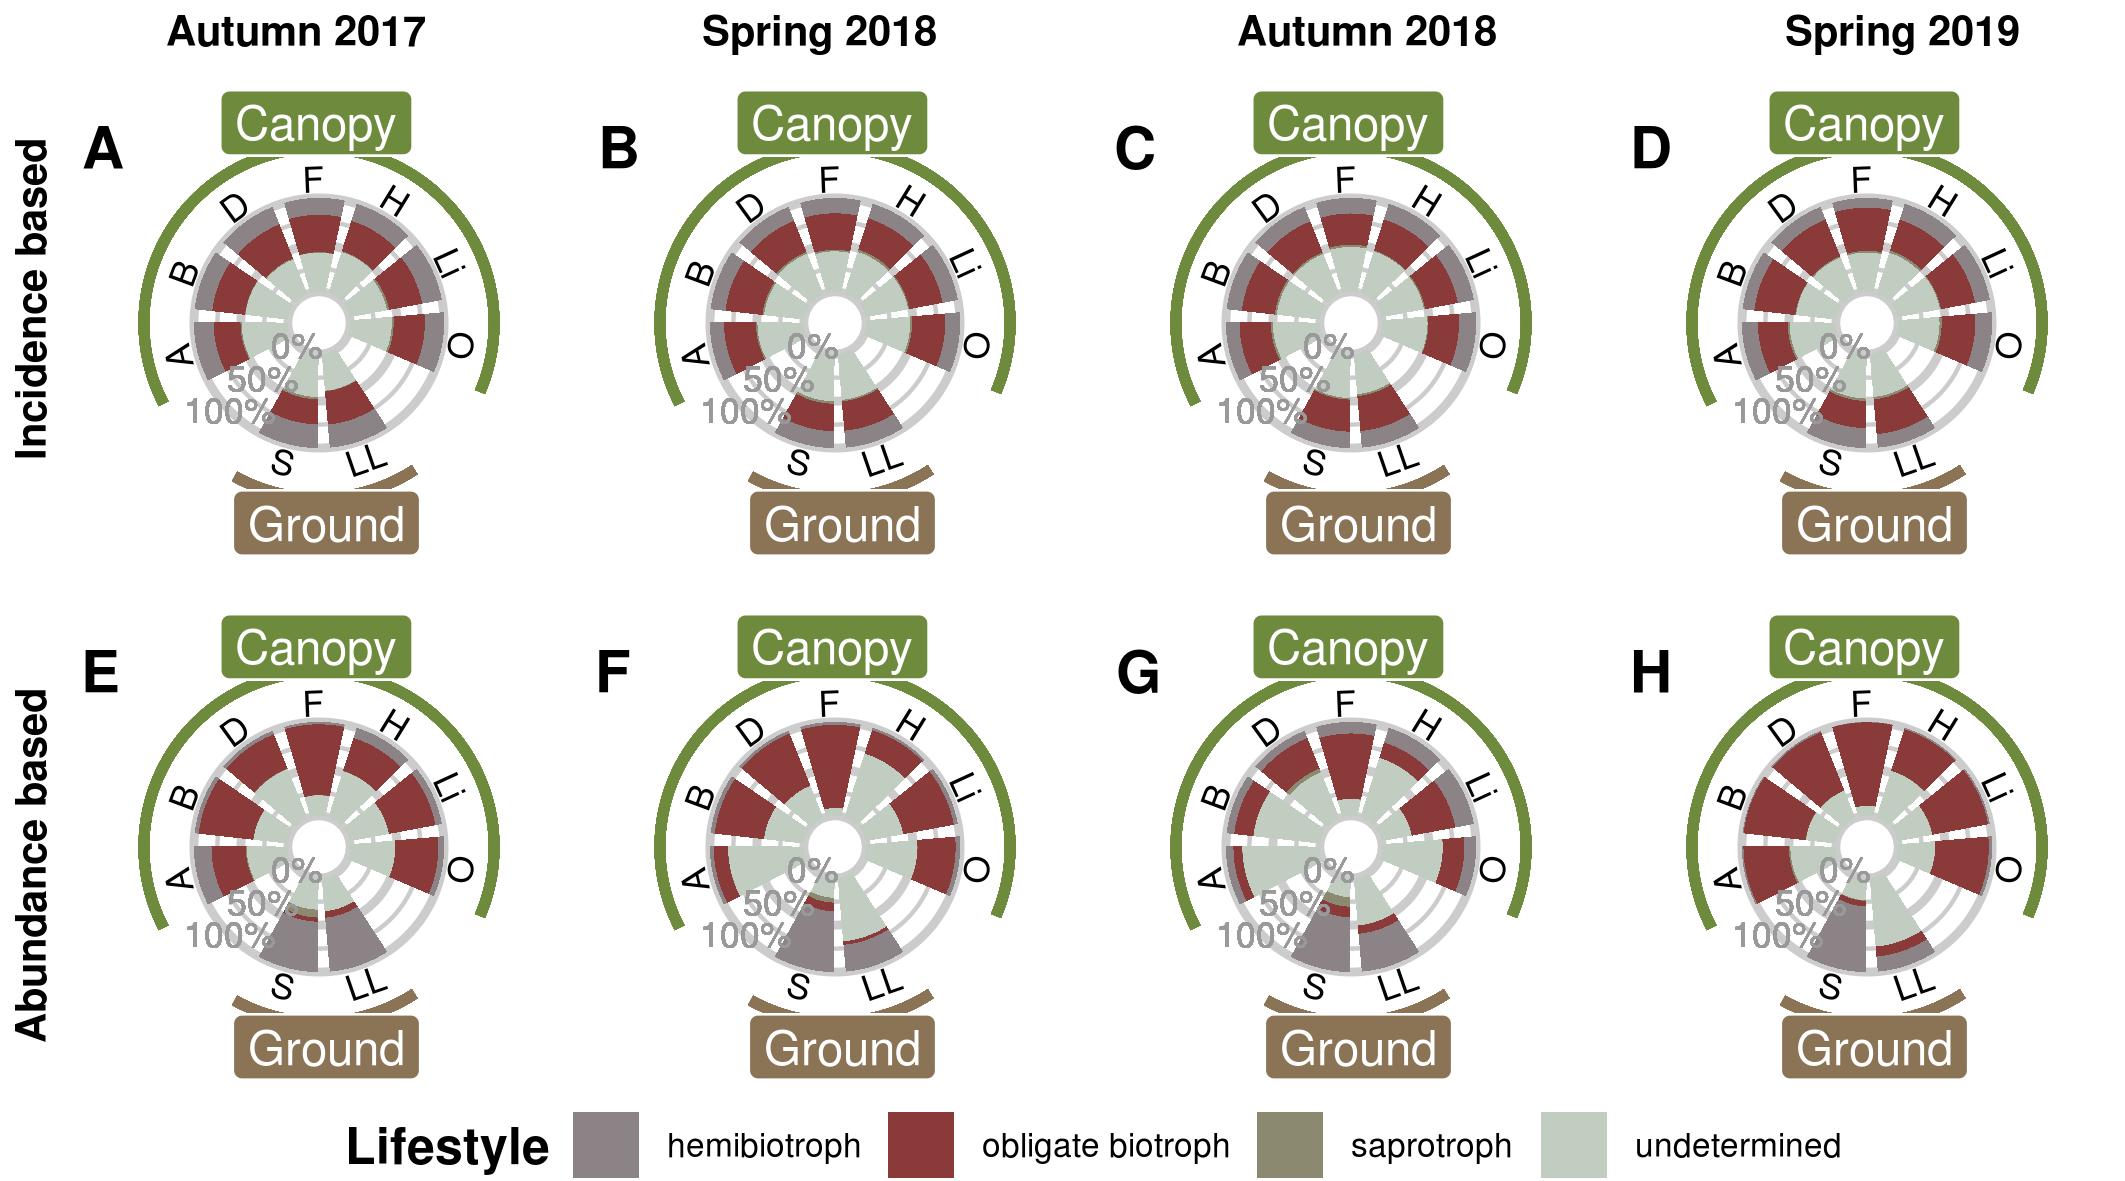 Autumn 2017 Spring 2018 Autumn 2018 Spring 2019
Incidence based
A Canopy B Canopy C Canopy D Canopy
A B D F H Li O LL S 0% 50% 100%
A B D F H Li O LL S 0% 50% 100%
A B D F H Li O LL S 0% 50% 100%
A B D F H Li O LL S 0% 50% 100%
Ground Ground Ground Ground
Abundance based
E Canopy F Canopy G Canopy H Canopy
A B D F H Li O LL S 0% 50% 100%
A B D F H Li O LL S 0% 50% 100%
A B D F H Li O LL S 0% 50% 100%
A B D F H Li O LL S 0% 50% 100%
Ground Ground Ground Ground
Lifestyle hemibiotroph obligate biotroph saprotroph undetermined